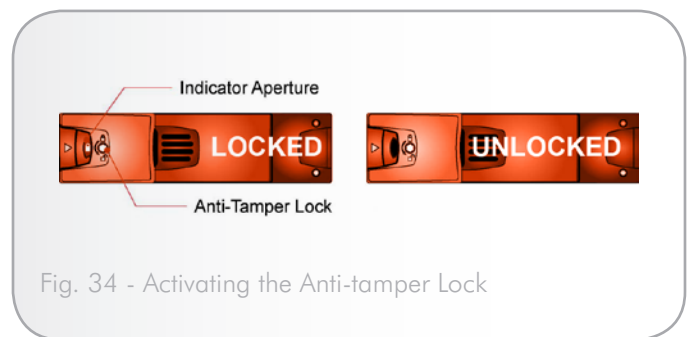 Indicator Aperture
LOCKED
UNLOCKED
Anti-Tamper Lock
Fig. 34 - Activating the Anti-tamper Lock